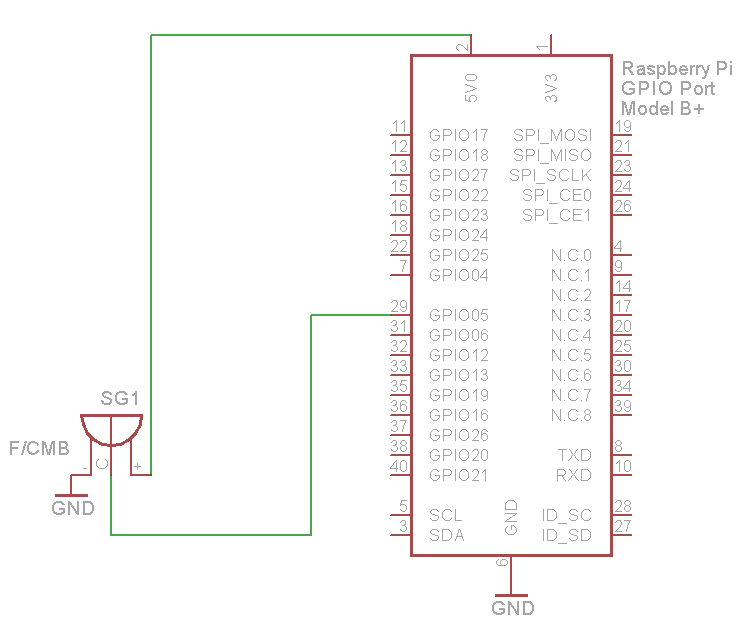 2
1
Raspberry Pi
GPIO Port
Model B+
5V0
3V3
11 GPIO17 SPI_MOSI 19
12 GPIO18 SPI_MISO 21
13 GPIO27 SPI_SCLK 23
15 GPIO22 SPI_CE0 24
16 GPIO23 SPI_CE1 26
18 GPIO24
22 GPIO25 N.C.0 4
7 GPIO04 N.C.1 9
N.C.2 14
29 GPIO05 N.C.3 17
31 GPIO06 N.C.4 20
32 GPIO12 N.C.5 25
33 GPIO13 N.C.6 30
35 GPIO19 N.C.7 34
36 GPIO16 N.C.8 39
37 GPIO26
38 GPIO20 TXD 8
40 GPIO21 RXD 10
5 SCL ID_SC 28
3 SDA ID_SD 27
GND
6
GND
SG1
F/CMB
- C +
GND